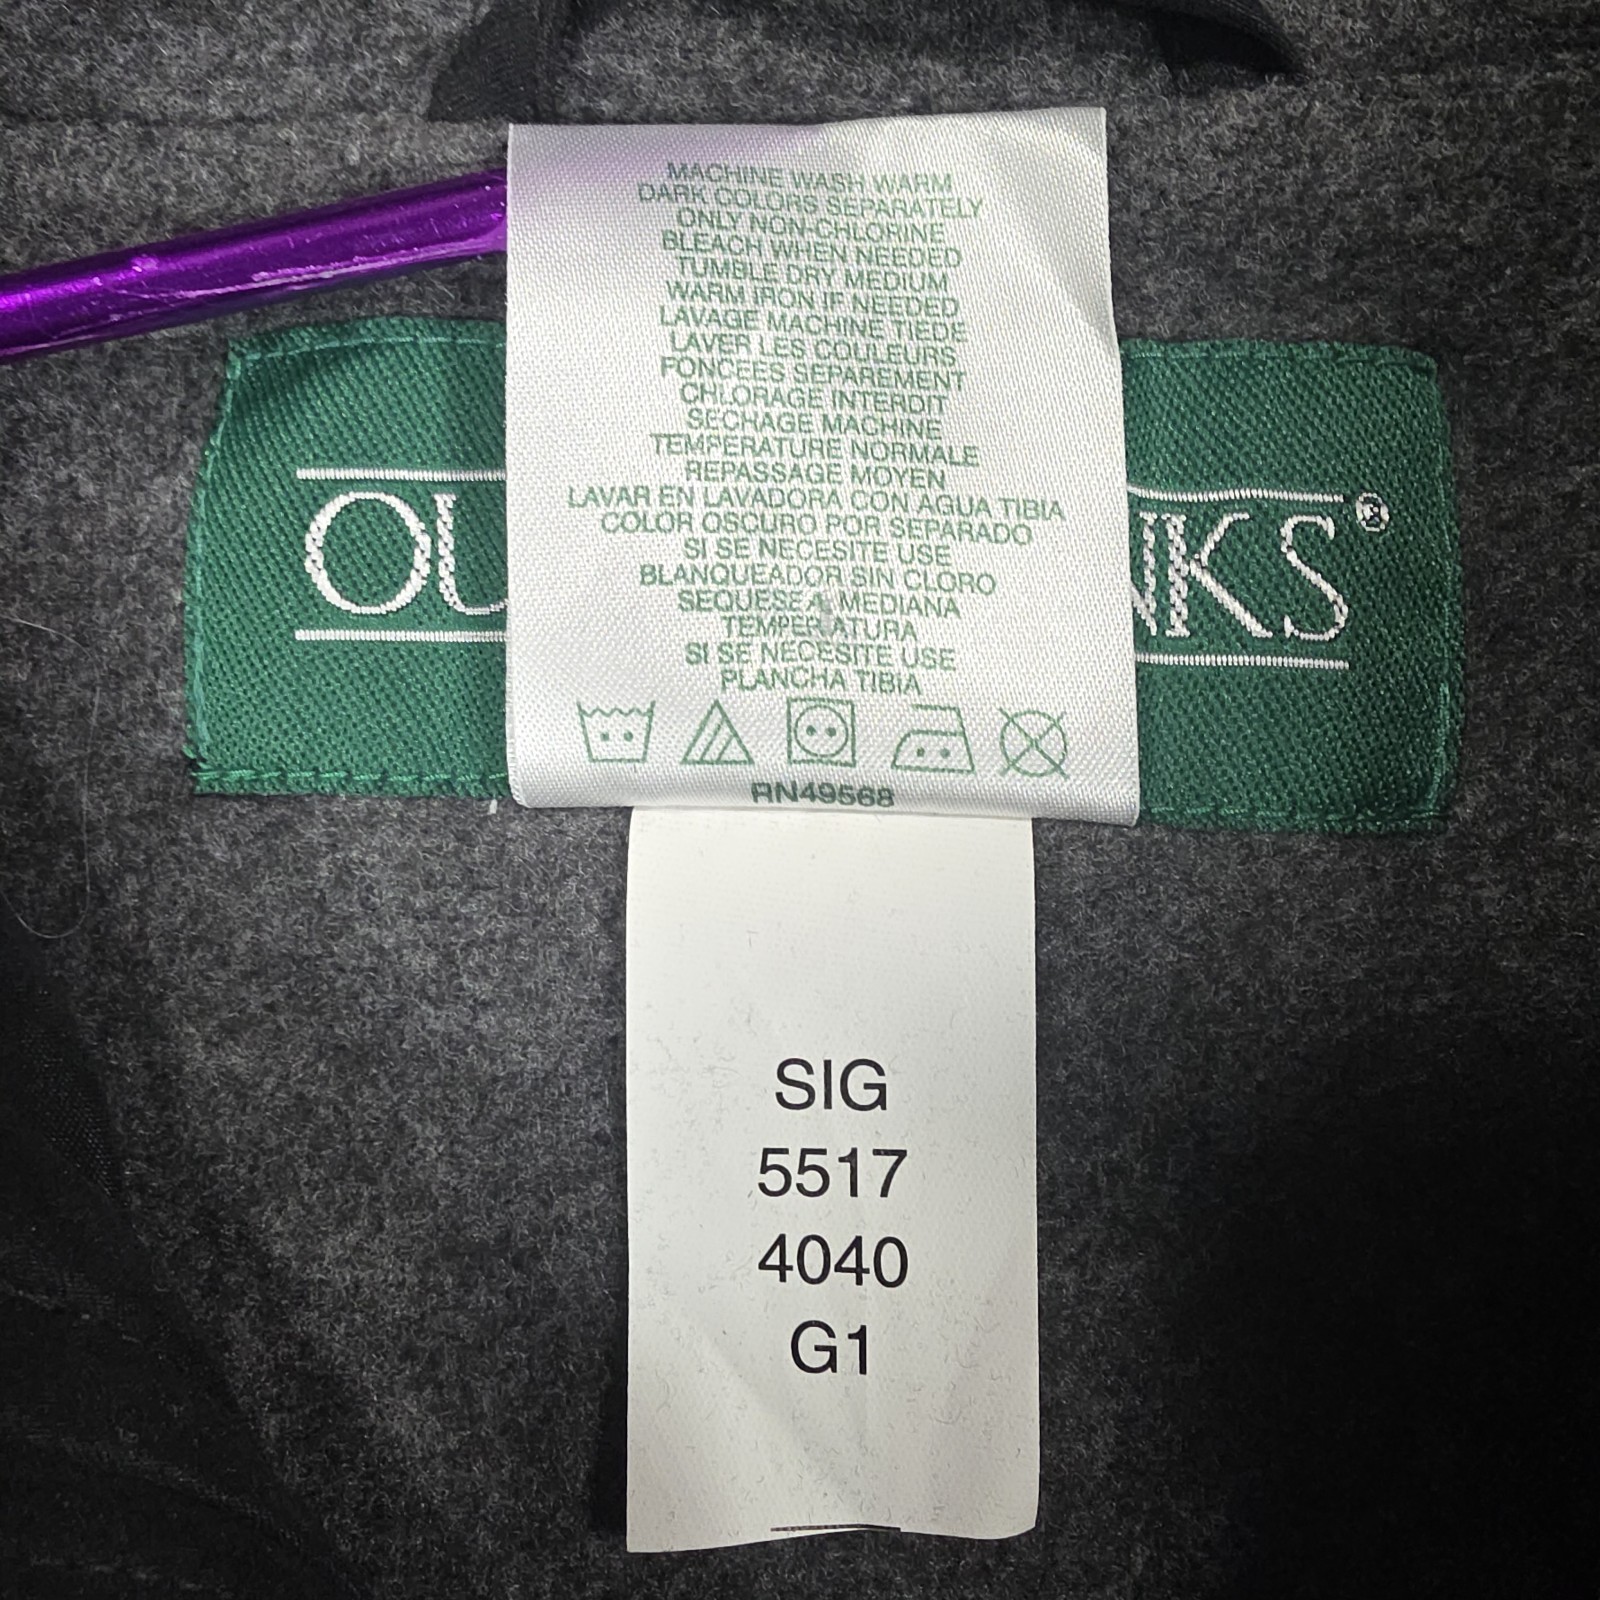 MACHINE WASH WARM
DARK COLORS SEPARATELY
ONLY NON-CHLORINE
BLEACH WHEN NEEDED
TUMBLE DRY MEDIUM
WARM IRON IF NEEDED
LAVAGE MACHINE TIEDE
LAVER LES COULEURS
FONCEES SEPAREMENT
CHLORAGE INTERDIT
SECHAGE MACHINE
TEMPERATURE NORMALE
REPASSAGE MOYEN
LAVAR EN LAVADORA CON AGUA TIBIA
COLOR OSCURO POR SEPARADO
SI SE NECESITE USE
BLANQUEADOR SIN CLORO
SEQUESE A MEDIANA
TEMPERATURA
SI SE NECESITE USE
PLANCHA TIBIA
RN49568
OU NKS®
SIG
5517
4040
G1